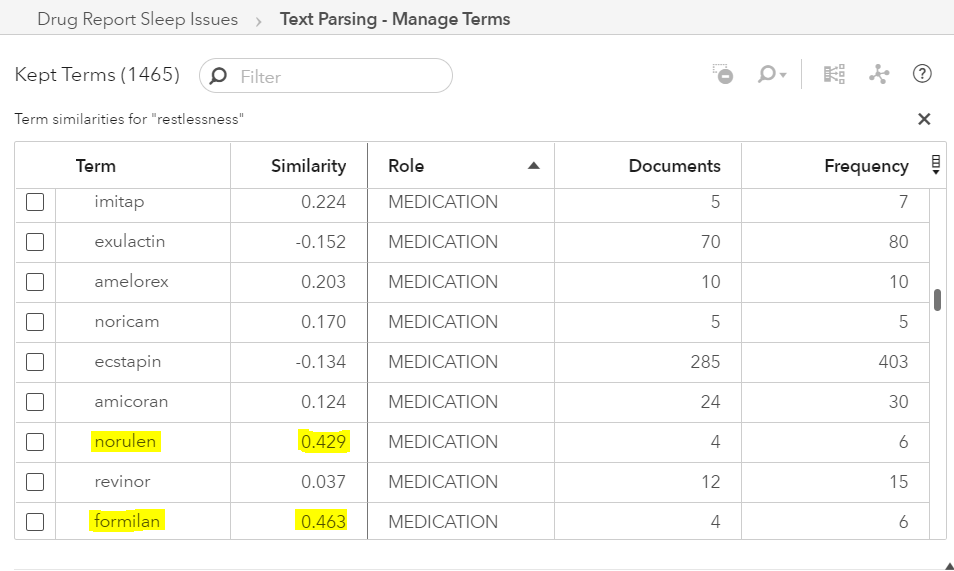 Drug Report Sleep Issues > Text Parsing - Manage Terms
Kept Terms (1465) Filter
Term similarities for "restlessness"
Term Similarity Role Documents Frequency
imitap 0.224 MEDICATION 5 7
exulactin -0.152 MEDICATION 70 80
amelorex 0.203 MEDICATION 10 10
noricam 0.170 MEDICATION 5 5
ecstapin -0.134 MEDICATION 285 403
amicoran 0.124 MEDICATION 24 30
norulen 0.429 MEDICATION 4 6
revinor 0.037 MEDICATION 12 15
formilan 0.463 MEDICATION 4 6